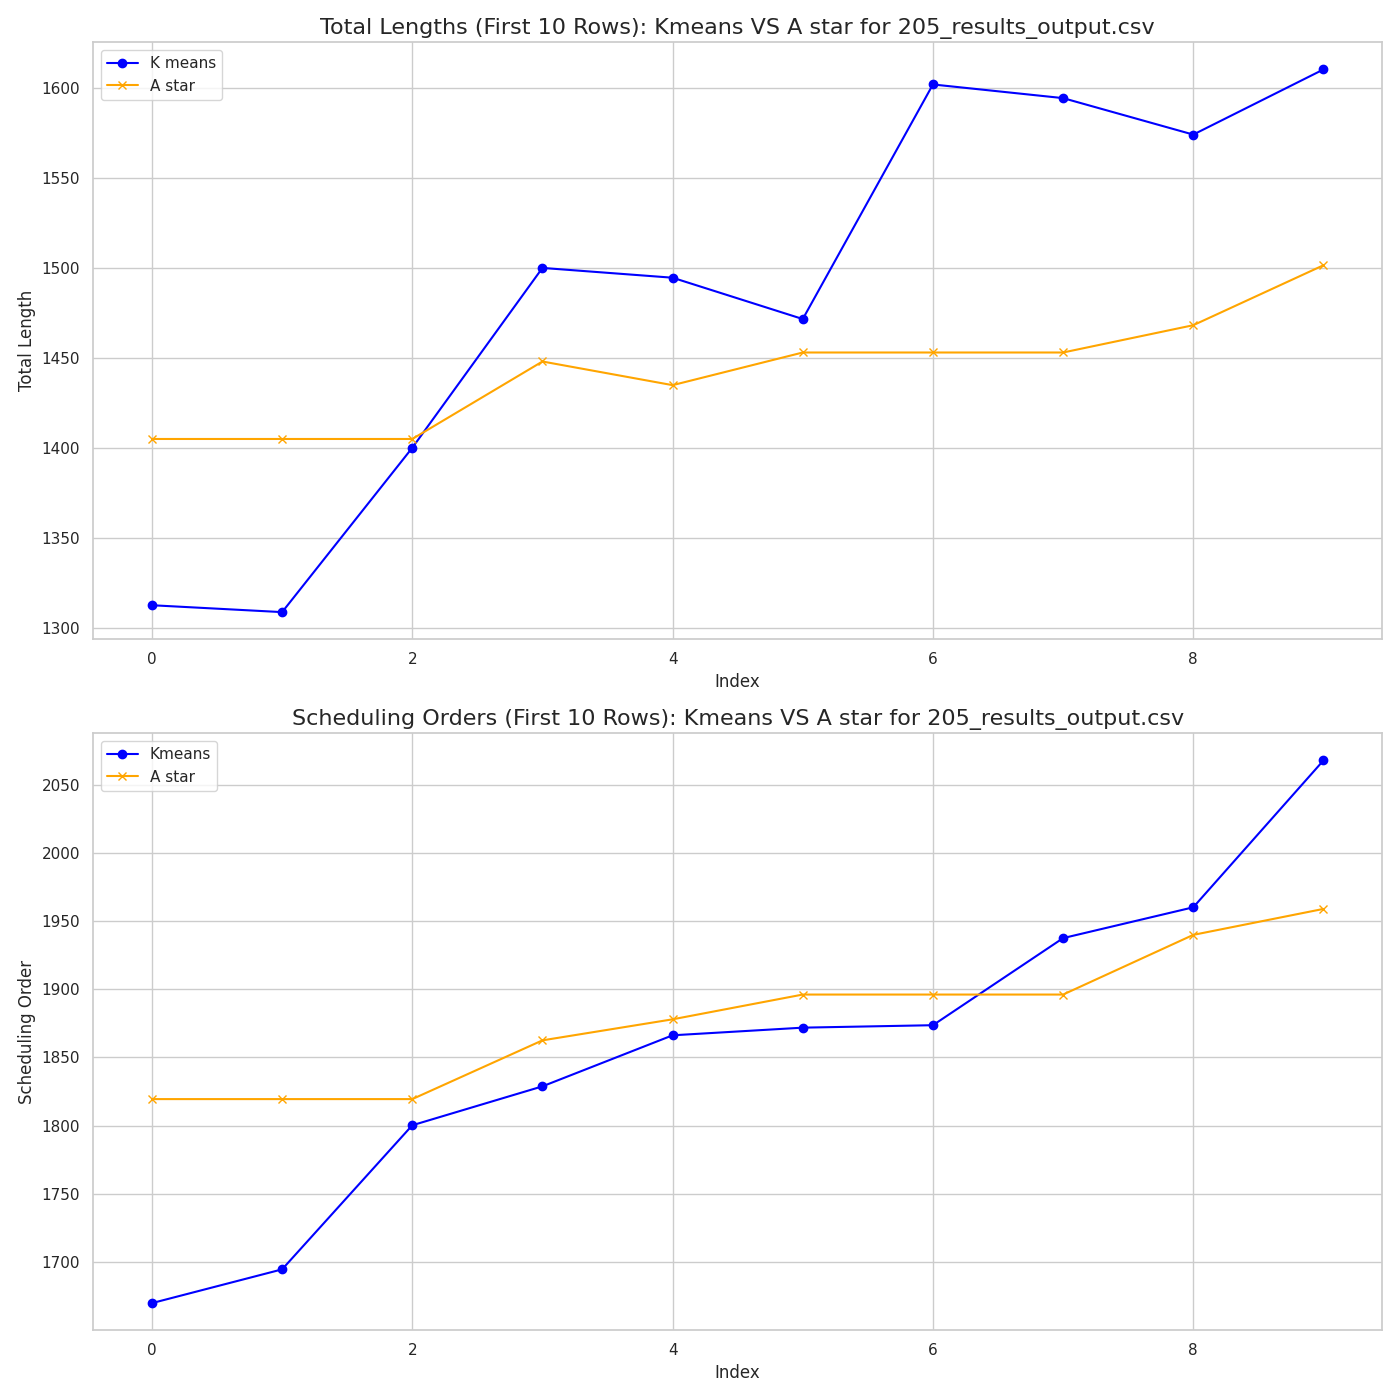 Total Lengths (First 10 Rows): Kmeans VS A star for 205_results_output.csv
K means
A star
1600
1550
1500
1450
1400
1350
1300
Total Length
0 2 4 6 8
Index
Scheduling Orders (First 10 Rows): Kmeans VS A star for 205_results_output.csv
Kmeans
A star
2050
2000
1950
1900
1850
1800
1750
1700
Scheduling Order
0 2 4 6 8
Index